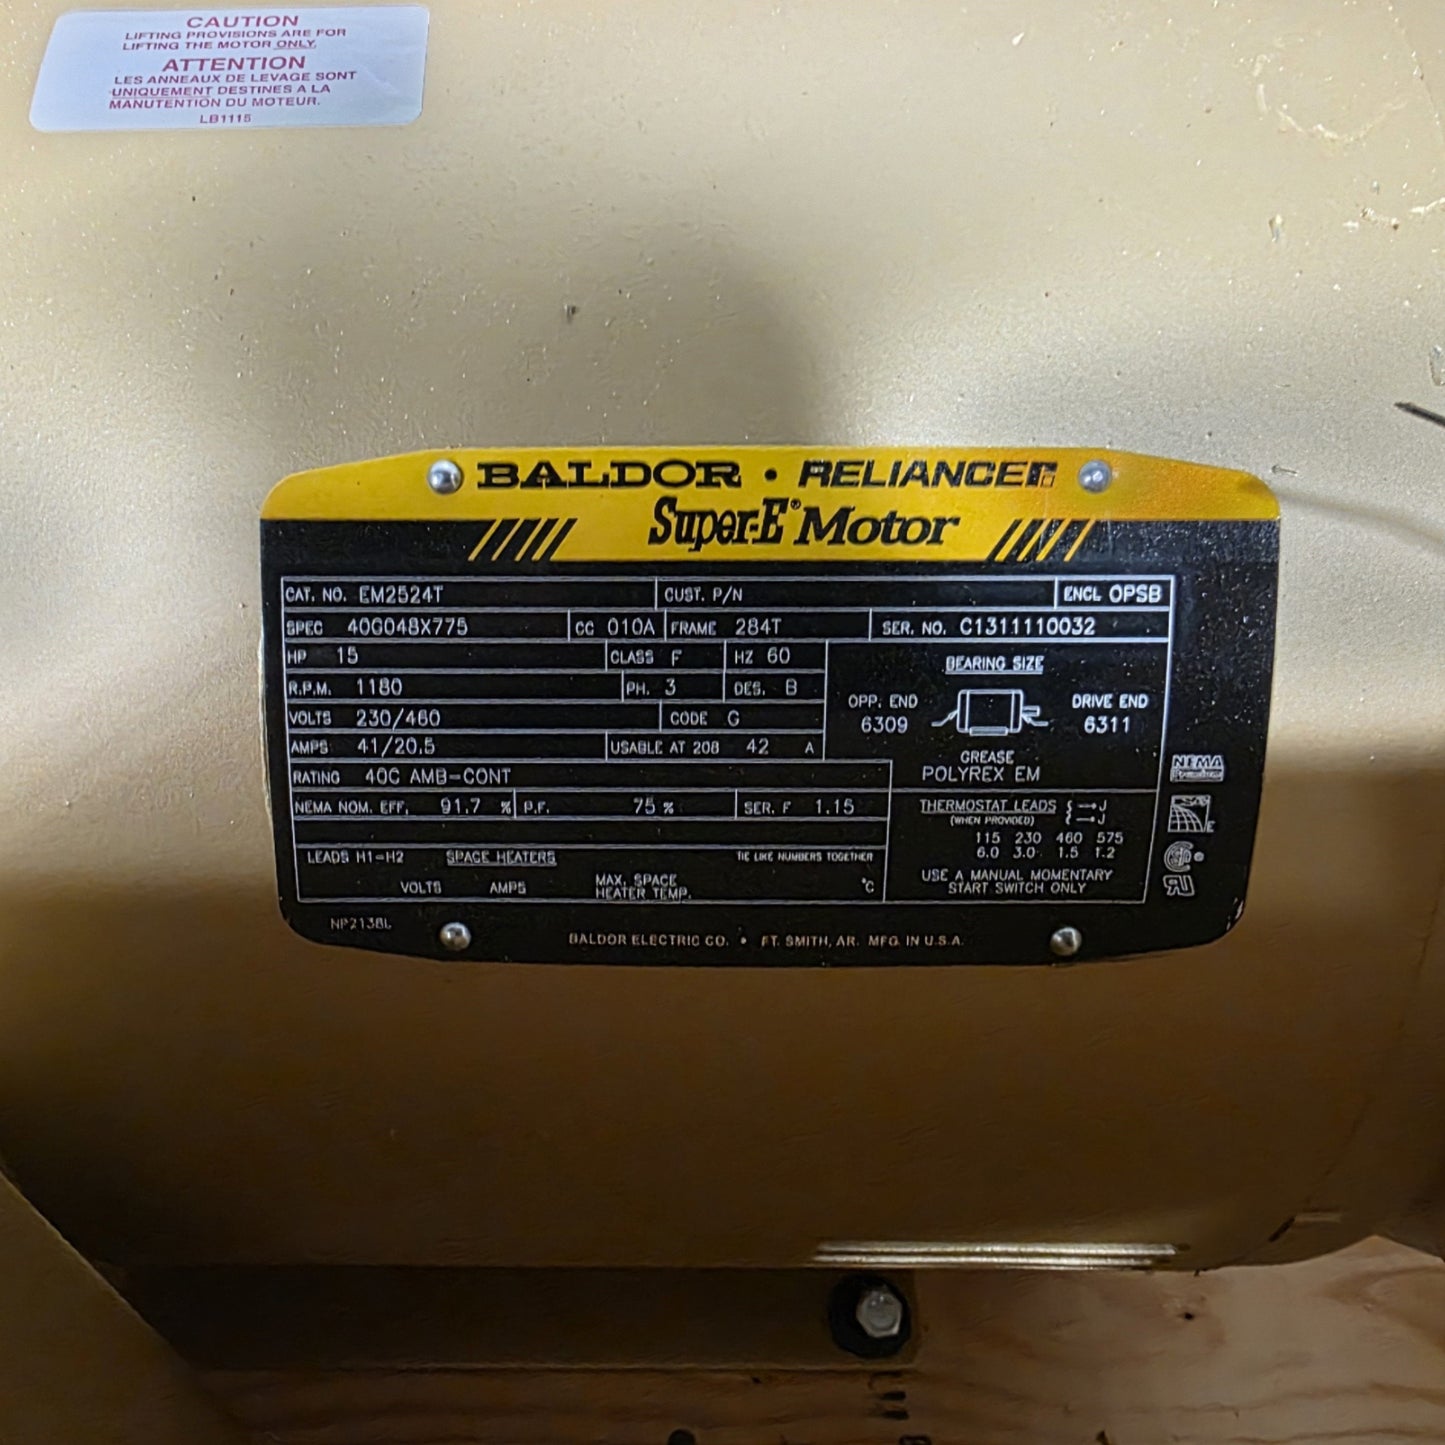 CAUTION
LIFTING PROVISIONS ARE FOR
LIFTING THE MOTOR ONLY.
ATTENTION
LES ANNEAUX DE LEVAGE SONT
UNIQUEMENT DESTINES A LA
MANUTENTION DU MOTEUR.
LB1115
BALDOR • RELIANCE
Super-E® Motor
CAT. NO. EM2524T CUST. P/N ENCL OPSB
SPEC 40G048X775 CC 010A FRAME 284T SER. NO. C1311110032
HP 15 CLASS F HZ 60
R.P.M. 1180 PH. 3 DES. B
VOLTS 230/460 CODE G
AMPS 41/20.5 USABLE AT 208 42 A
RATING 40C AMB-CONT
NEMA NOM. EFF. 91.7 % P.F. 75 % SER. F 1.15
LEADS H1-H2 SPACE HEATERS TIE LIKE NUMBERS TOGETHER
VOLTS AMPS MAX. SPACE HEATER TEMP. °C
BEARING SIZE
OPP. END DRIVE END
6309 6311
GREASE
POLYREX EM
THERMOSTAT LEADS J
(WHEN PROVIDED) J
115 230 460 575
6.0 3.0 1.5 1.2
USE A MANUAL MOMENTARY
START SWITCH ONLY
NEMA
Premium
NP2138L
BALDOR ELECTRIC CO. • FT. SMITH, AR. MFG. IN U.S.A.